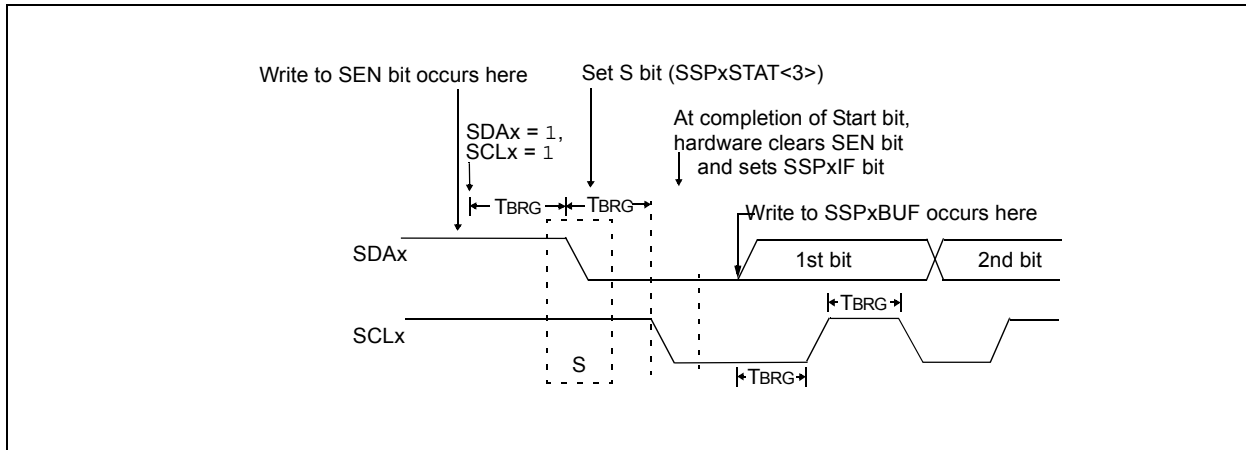 Write to SEN bit occurs here
Set S bit (SSPxSTAT<3>)
At completion of Start bit,
hardware clears SEN bit
and sets SSPxIF bit
SDAx = 1,
SCLx = 1
TBRG
TBRG
Write to SSPxBUF occurs here
SDAx
1st bit
2nd bit
TBRG
SCLx
S
TBRG